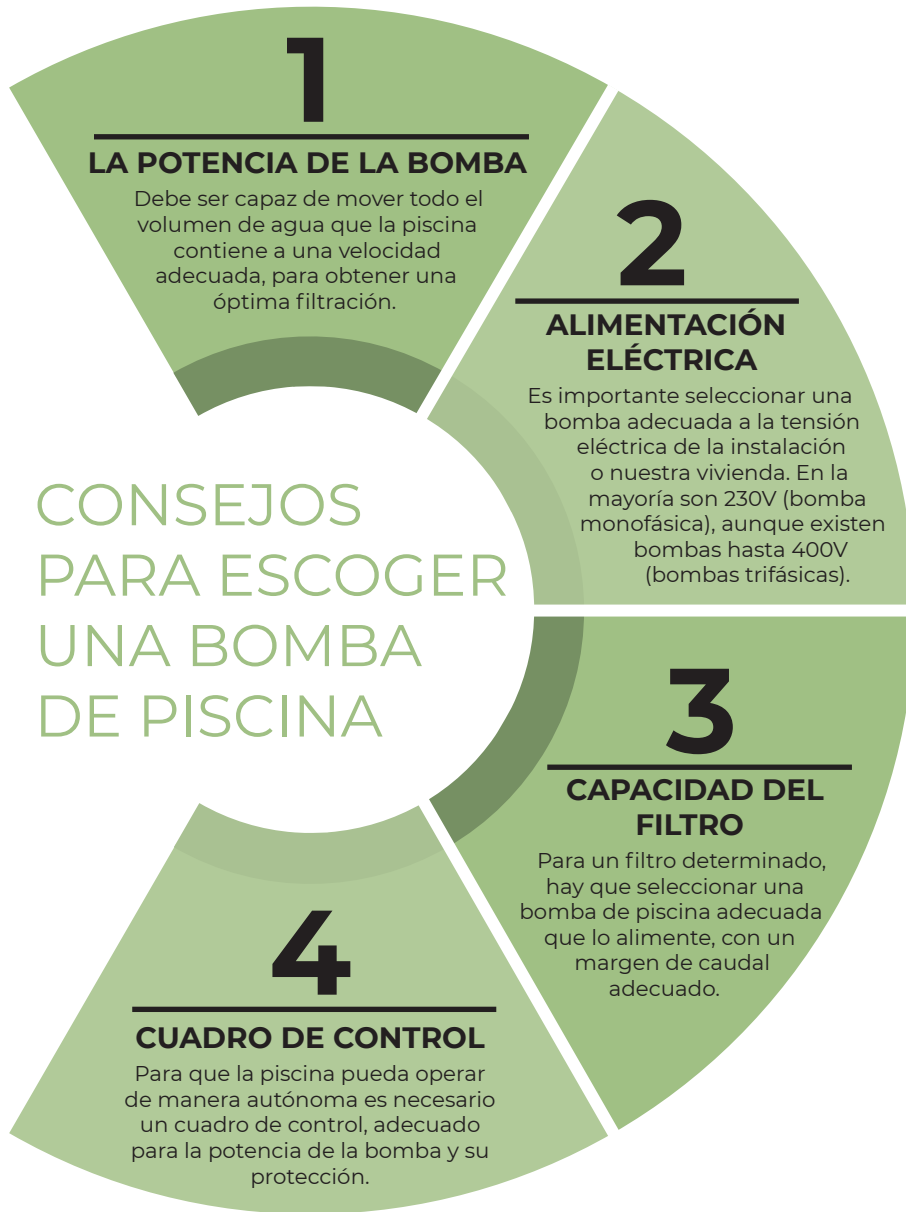 1
LA POTENCIA DE LA BOMBA
Debe ser capaz de mover todo el
volumen de agua que la piscina
contiene a una velocidad
adecuada, para obtener una
óptima filtración.
2
ALIMENTACIÓN
ELÉCTRICA
Es importante seleccionar una
bomba adecuada a la tensión
eléctrica de la instalación
o nuestra vivienda. En la
mayoría son 230V (bomba
monofásica), aunque existen
bombas hasta 400V
(bombas trifásicas).
CONSEJOS
PARA ESCOGER
UNA BOMBA
DE PISCINA
3
CAPACIDAD DEL
FILTRO
Para un filtro determinado,
hay que seleccionar una
bomba de piscina adecuada
que lo alimente, con un
margen de caudal
adecuado.
4
CUADRO DE CONTROL
Para que la piscina pueda operar
de manera autónoma es necesario
un cuadro de control, adecuado
para la potencia de la bomba y su
protección.